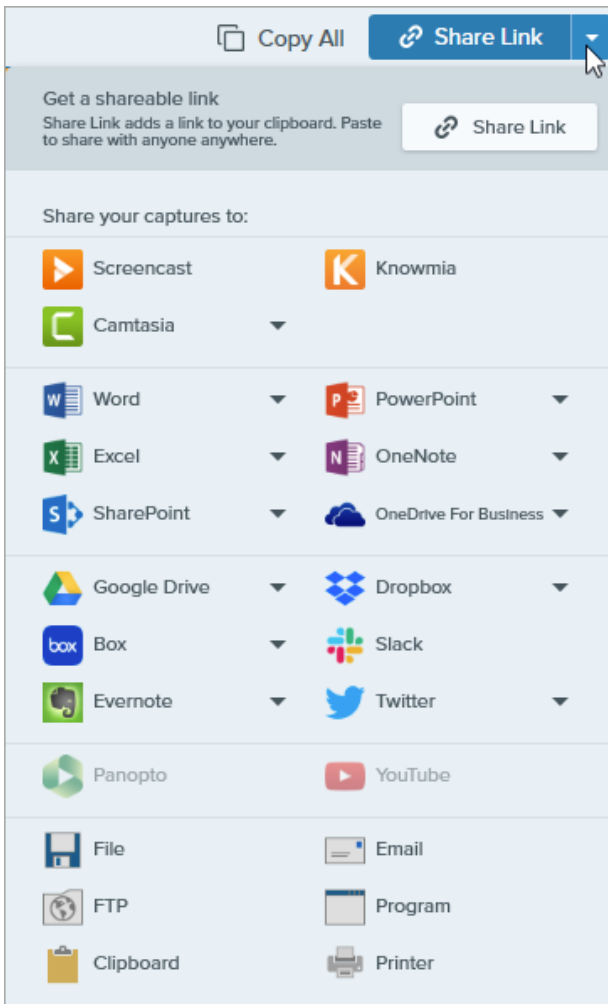 Copy All Share Link
Get a shareable link
Share Link adds a link to your clipboard. Paste
to share with anyone anywhere.
Share Link
Share your captures to:
Screencast Knowmia
Camtasia
Word PowerPoint
Excel OneNote
SharePoint OneDrive For Business
Google Drive Dropbox
box Box Slack
Evernote Twitter
Panopto YouTube
File Email
FTP Program
Clipboard Printer